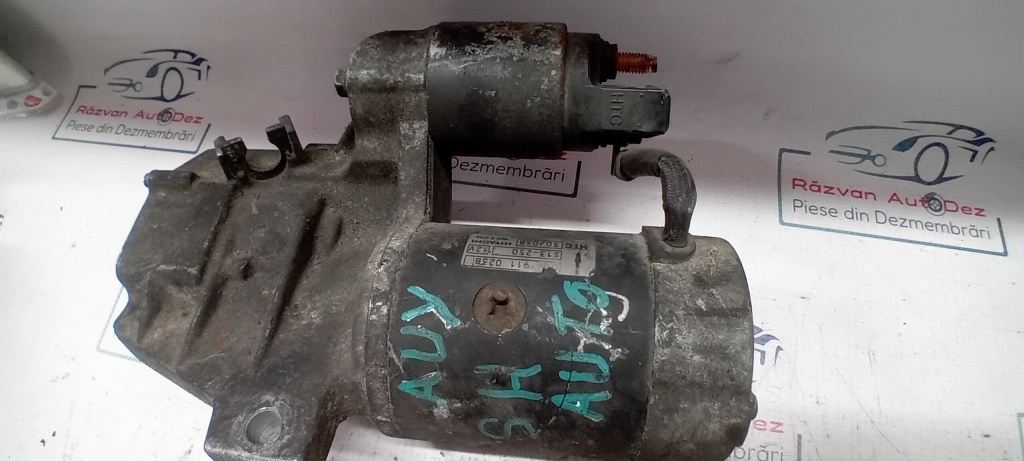 Răzvan AutoDez
Piese din Dezmembrări
Dezmembrări
Răzvan AutoDez
Piese din Dezmembrări
HTC
HITACHI
S13-250 12V
911 023B
AUY
SH
AUTO